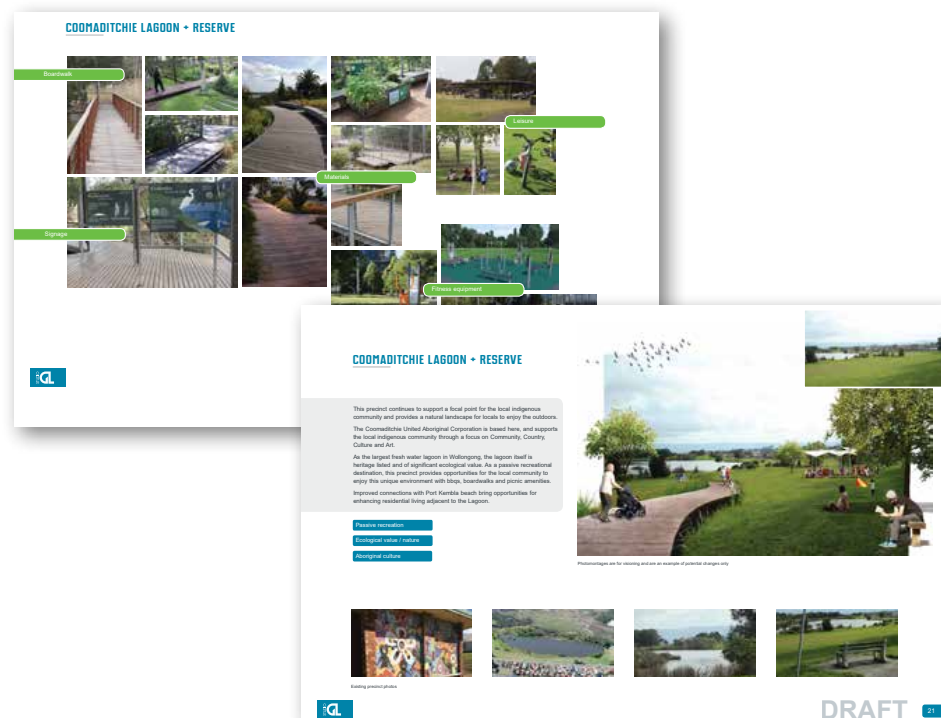 COOMADITCHIE LAGOON + RESERVE
Boardwalk
Leisure
Materials
Signage
Fitness equipment
GL
COOMADITCHIE LAGOON + RESERVE
This precinct continues to support a focal point for the local indigenous
community and provides a natural landscape for locals to enjoy the outdoors.
The Coomaditchie United Aboriginal Corporation is based here, and supports
the local indigenous community through a focus on Community, Country,
Culture and Art.
As the largest fresh water lagoon in Wollongong, the lagoon itself is
heritage listed and of significant ecological value. As a passive recreational
destination, this precinct provides opportunities for the local community to
enjoy this unique environment with bbqs, boardwalks and picnic amenities.
Improved connections with Port Kembla beach bring opportunities for
enhancing residential living adjacent to the Lagoon.
Passive recreation
Ecological value / nature
Aboriginal culture
Photomontages are for visioning and are an example of potential changes only
Existing precinct photos
GL
DRAFT
21